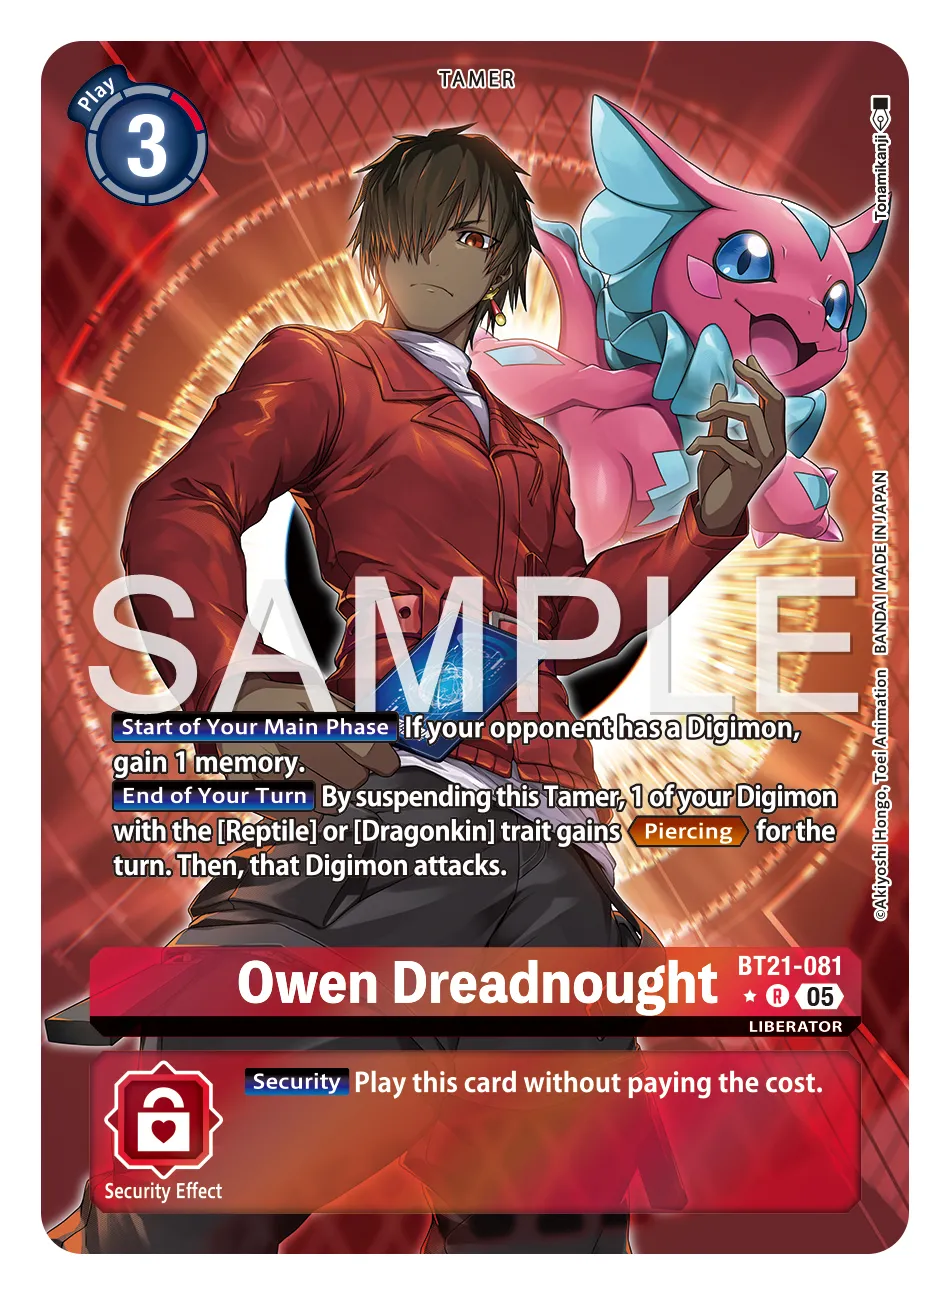 TAMER
Play
3
Tonamikanji
SAMPLE
Start of Your Main Phase If your opponent has a Digimon,
gain 1 memory.
End of Your Turn By suspending this Tamer, 1 of your Digimon
with the [Reptile] or [Dragonkin] trait gains Piercing for the
turn. Then, that Digimon attacks.
©Akiyoshi Hongo, Toei Animation BANDAI MADE IN JAPAN
Owen Dreadnought
BT21-081
R 05
LIBERATOR
Security Play this card without paying the cost.
Security Effect